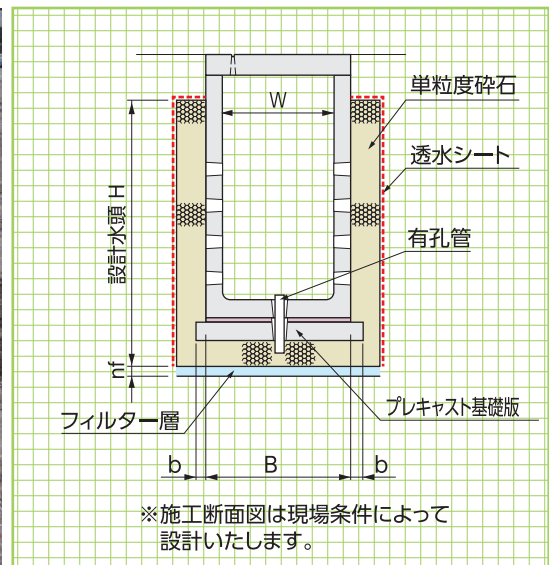 W
単粒度砕石
透水シート
設計水頭 H
有孔管
nf
フィルター層
プレキャスト基礎版
b
B
b
※施工断面図は現場条件によって
設計いたします。